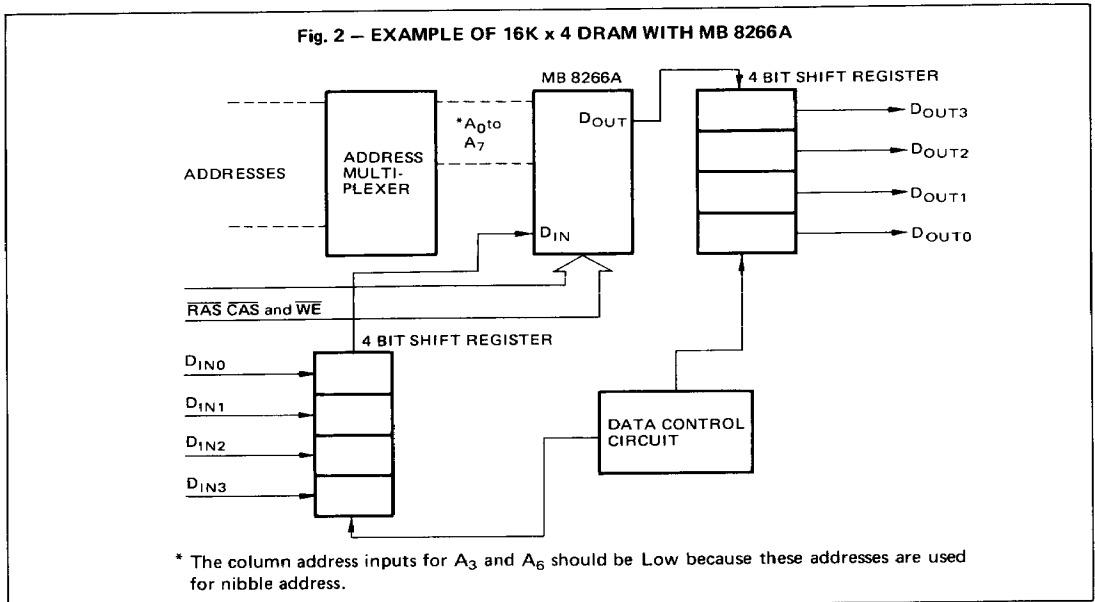 Fig. 2 — EXAMPLE OF 16K x 4 DRAM WITH MB 8266A
MB 8266A
4 BIT SHIFT REGISTER
ADDRESSES
ADDRESS
MULTI-
PLEXER
*A0 to
A7
DOUT
DIN
DOUT3
DOUT2
DOUT1
DOUT0
RAS CAS and WE
4 BIT SHIFT REGISTER
DIN0
DIN1
DIN2
DIN3
DATA CONTROL
CIRCUIT
* The column address inputs for A3 and A6 should be Low because these addresses are used
for nibble address.